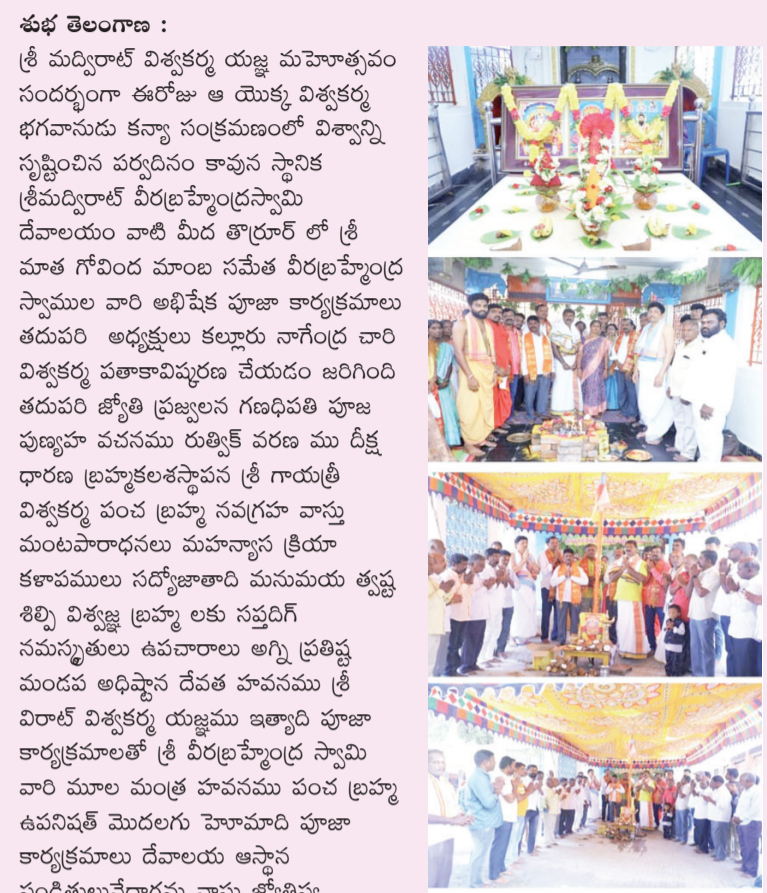 శుభ తెలంగాణ :
శ్రీ మద్విరాట్ విశ్వకర్మ యజ్ఞ మహెూత్సవం
సందర్భంగా ఈరోజు ఆ యొక్క విశ్వకర్మ
భగవానుడు కన్యా సంక్రమణంలో విశ్వాన్ని
సృష్టించిన పర్వదినం కావున స్థానిక
శ్రీమద్విరాట్ వీరబ్రహ్మేంద్రస్వామి
దేవాలయం వాటి మీద తొర్రూర్ లో శ్రీ
మాత గోవింద మాంబ సమేత వీరబ్రహ్మేంద్ర
స్వాముల వారి అభిషేక పూజా కార్యక్రమాలు
తదుపరి అధ్యక్షులు కల్లూరు నాగేంద్ర చారి
విశ్వకర్మ పతాకావిష్కరణ చేయడం జరిగింది
తదుపరి జ్యోతి ప్రజ్వలన గణధిపతి పూజ
పుణ్యహ వచనము రుత్విక్ వరణ ము దీక్ష
ధారణ బ్రహ్మకలశస్థాపన శ్రీ గాయత్రీ
విశ్వకర్మ పంచ బ్రహ్మ నవగ్రహ వాస్తు
మంటపారాధనలు మహన్యాస క్రియా
కళాపములు సద్యోజాతాది మనుమయ త్వష్ట
శిల్పి విశ్వజ్ఞ బ్రహ్మ లకు సప్తదిగ్
నమస్కృతులు ఉపచారాలు అగ్ని ప్రతిష్ట
మండప అధిష్టాన దేవత హవనము శ్రీ
విరాట్ విశ్వకర్మ యజ్ఞము ఇత్యాది పూజా
కార్యక్రమాలతో శ్రీ వీరబ్రహ్మేంద్ర స్వామి
వారి మూల మంత్ర హవనము పంచ బ్రహ్మ
ఉపనిషత్ మొదలగు హెూమాది పూజా
కార్యక్రమాలు దేవాలయ ఆస్థాన